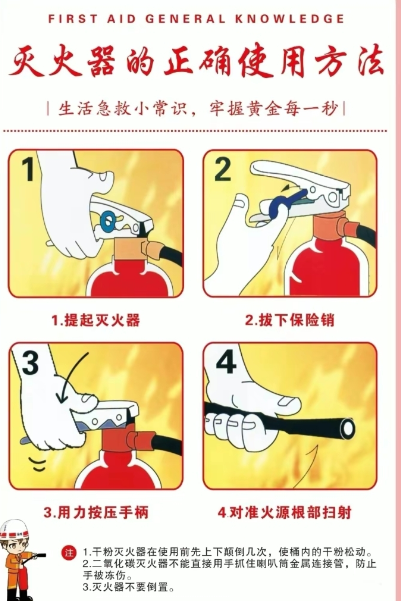 FIRST AID GENERAL KNOWLEDGE
灭火器的正确使用方法
|生活急救小常识，牢握黄金每一秒|
1
2
1.提起灭火器
2.拔下保险销
3
4
3.用力按压手柄
4对准火源根部扫射
注
1.干粉灭火器在使用前先上下颠倒几次，使桶内的干粉松动。
2.二氧化碳灭火器不能直接用手抓住喇叭筒金属连接管，防止
手被冻伤。
3.灭火器不要倒置。